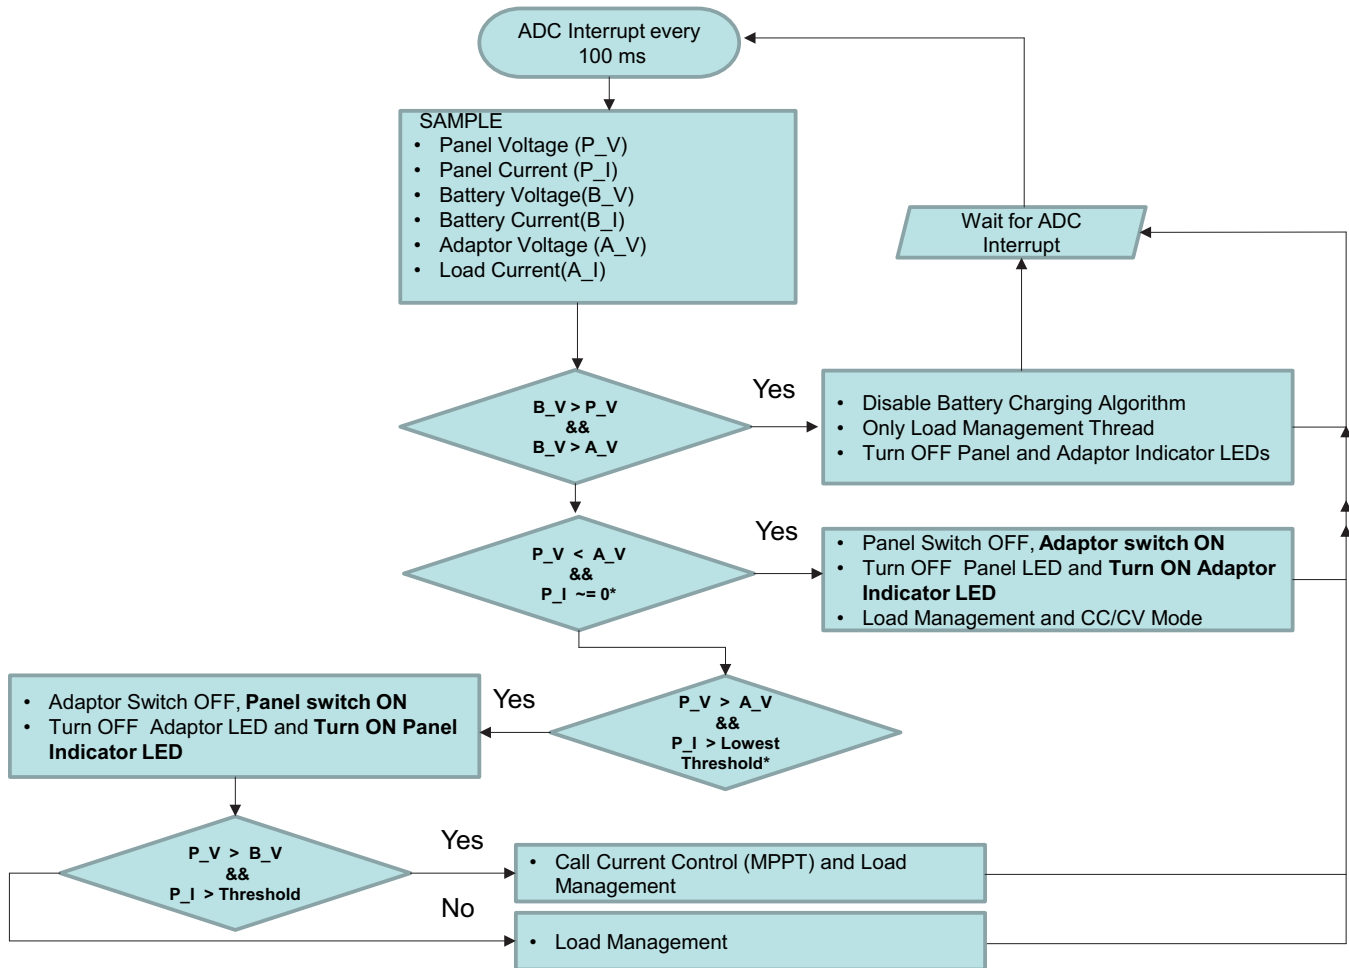 ADC Interrupt every
100 ms
SAMPLE
• Panel Voltage (P_V)
• Panel Current (P_I)
• Battery Voltage(B_V)
• Battery Current(B_I)
• Adaptor Voltage (A_V)
• Load Current(A_I)
Wait for ADC
Interrupt
B_V > P_V
&&
B_V > A_V
Yes
• Disable Battery Charging Algorithm
• Only Load Management Thread
• Turn OFF Panel and Adaptor Indicator LEDs
P_V < A_V
&&
P_I ~= 0*
Yes
• Panel Switch OFF, Adaptor switch ON
• Turn OFF Panel LED and Turn ON Adaptor
Indicator LED
• Load Management and CC/CV Mode
P_V > A_V
&&
P_I > Lowest
Threshold*
Yes
• Adaptor Switch OFF, Panel switch ON
• Turn OFF Adaptor LED and Turn ON Panel
Indicator LED
P_V > B_V
&&
P_I > Threshold
Yes
• Call Current Control (MPPT) and Load
Management
No
• Load Management